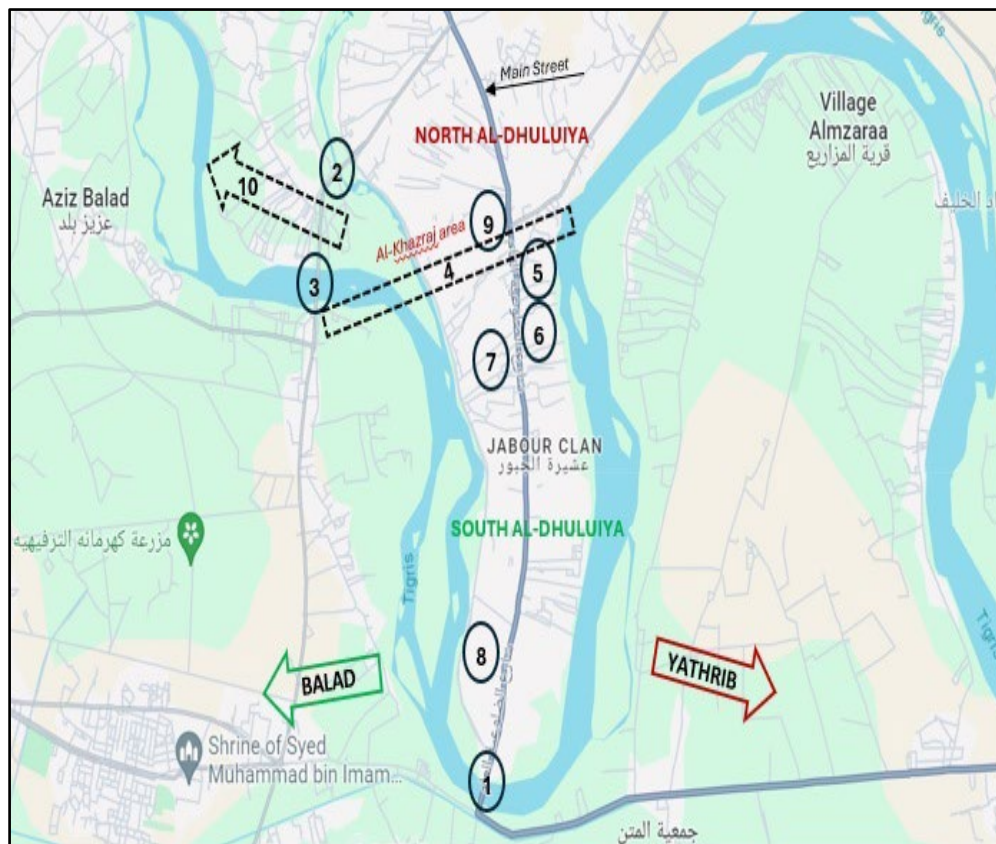 Tigris
Main Street
NORTH AL-DHULUIYA
Village
Almzaraa
قرية المزاريع
2
10
Aziz Balad
عزيز بلد
9
Al-Khazraj area
4
5
3
6
7
JABOUR CLAN
عشيرة الجبور
SOUTH AL-DHULUIYA
مزرعة كهرمانه الترفيهيه
Tigris
Tigris
8
BALAD
YATHRIB
Shrine of Syed
Muhammad bin Imam...
1
جمعية المتن